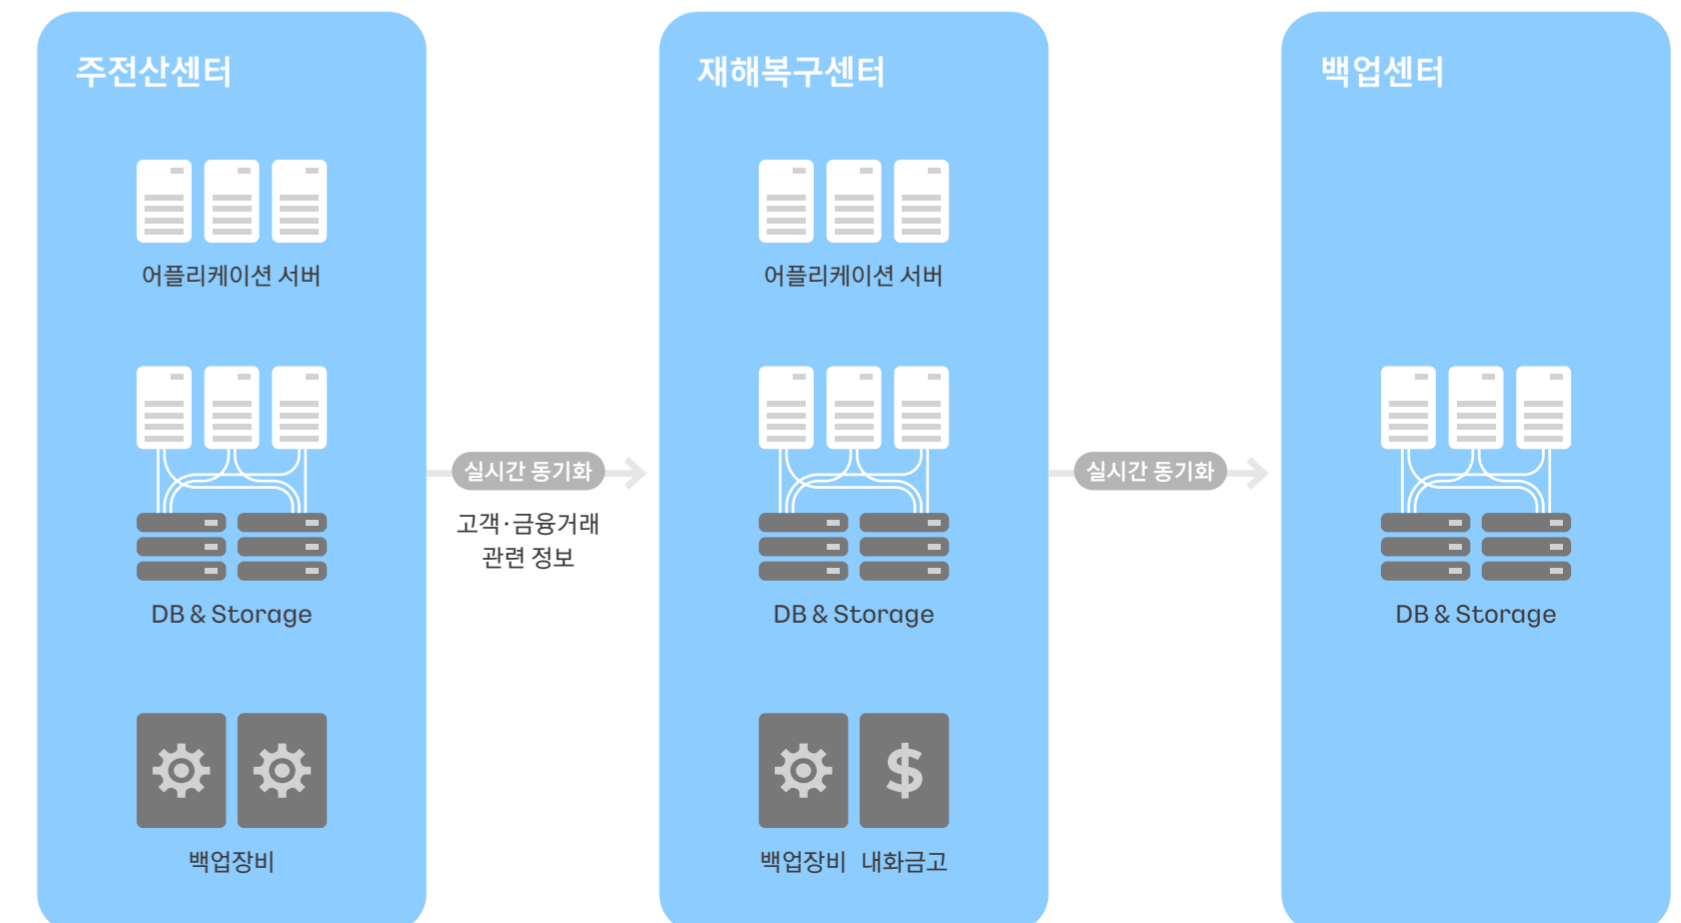 주전산센터
어플리케이션 서버
DB & Storage
백업장비
실시간 동기화
고객·금융거래
관련 정보
재해복구센터
어플리케이션 서버
DB & Storage
백업장비 내화금고
실시간 동기화
백업센터
DB & Storage